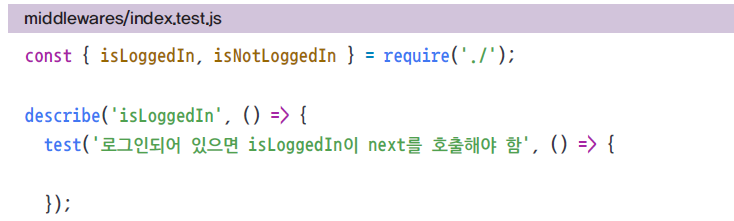 middlewares/index.test.js
const { isLoggedIn, isNotLoggedIn } = require('./');
describe('isLoggedIn', () => {
test('로그인되어 있으면 isLoggedIn이 next를 호출해야 함', () => {
});